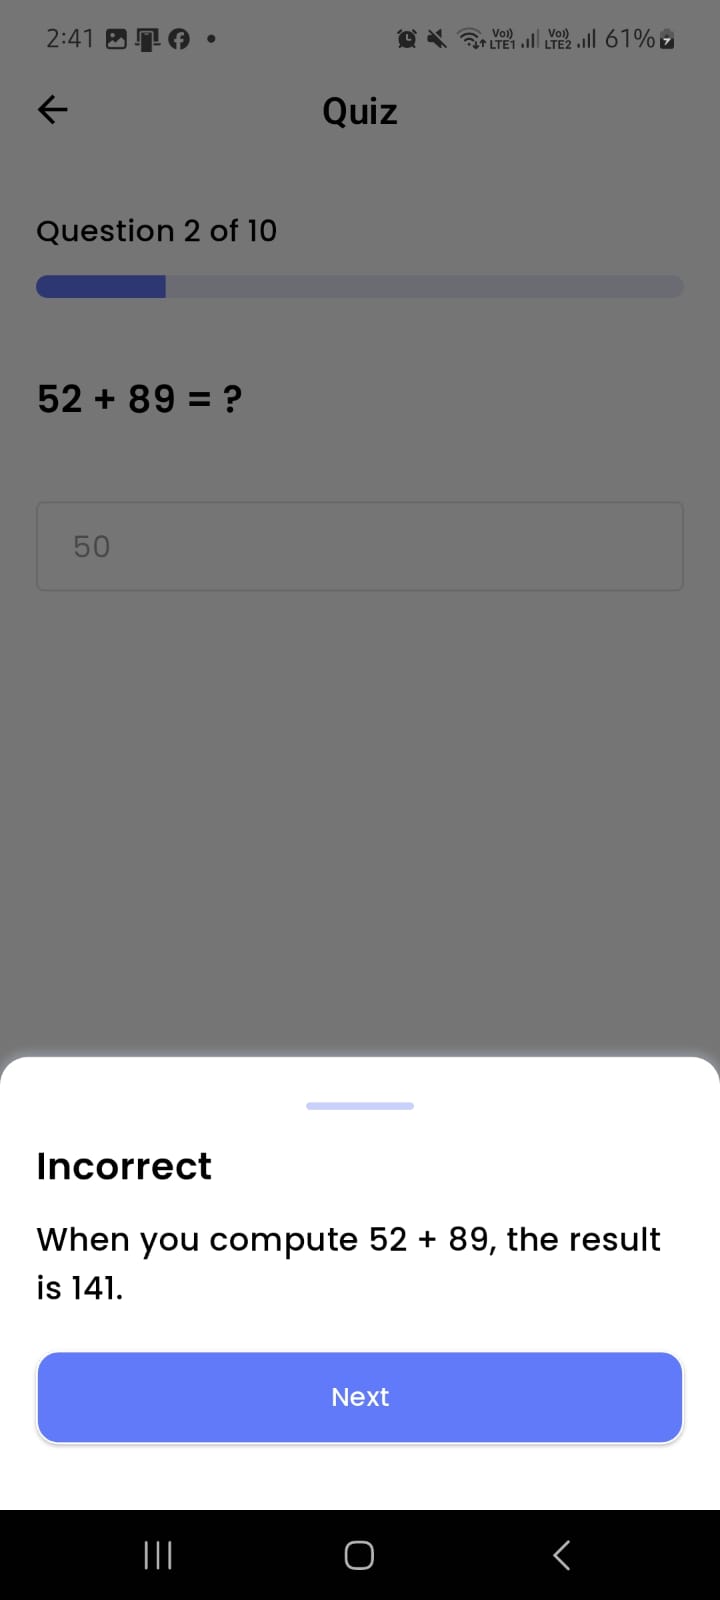 2:41 Vo) LTE1 Vo) LTE2 61%
Quiz
Question 2 of 10
52 + 89 = ?
50
Incorrect
When you compute 52 + 89, the result
is 141.
Next